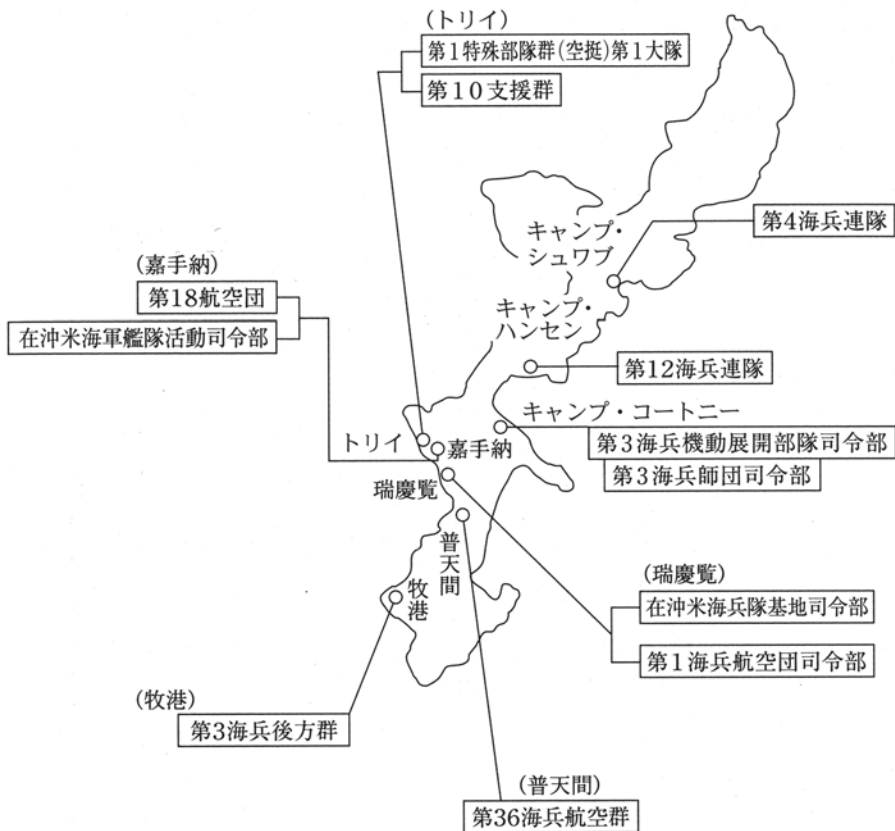 (トリイ)
第1特殊部隊群(空挺)第1大隊
第10支援群
キャンプ・
シュワブ
第4海兵連隊
(嘉手納)
第18航空団
在沖米海軍艦隊活動司令部
キャンプ・
ハンセン
第12海兵連隊
キャンプ・コートニー
第3海兵機動展開部隊司令部
第3海兵師団司令部
トリイ
嘉手納
瑞慶覧
普天間
牧港
(瑞慶覧)
在沖米海兵隊基地司令部
第1海兵航空団司令部
(牧港)
第3海兵後方群
(普天間)
第36海兵航空群